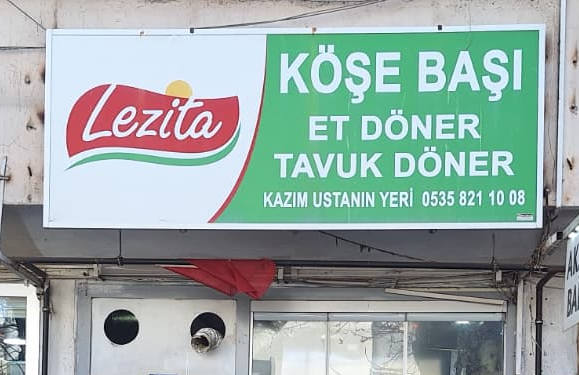 Lezita
KÖŞE BAŞI
ET DÖNER
TAVUK DÖNER
KAZIM USTANIN YERİ 0535 821 10 08